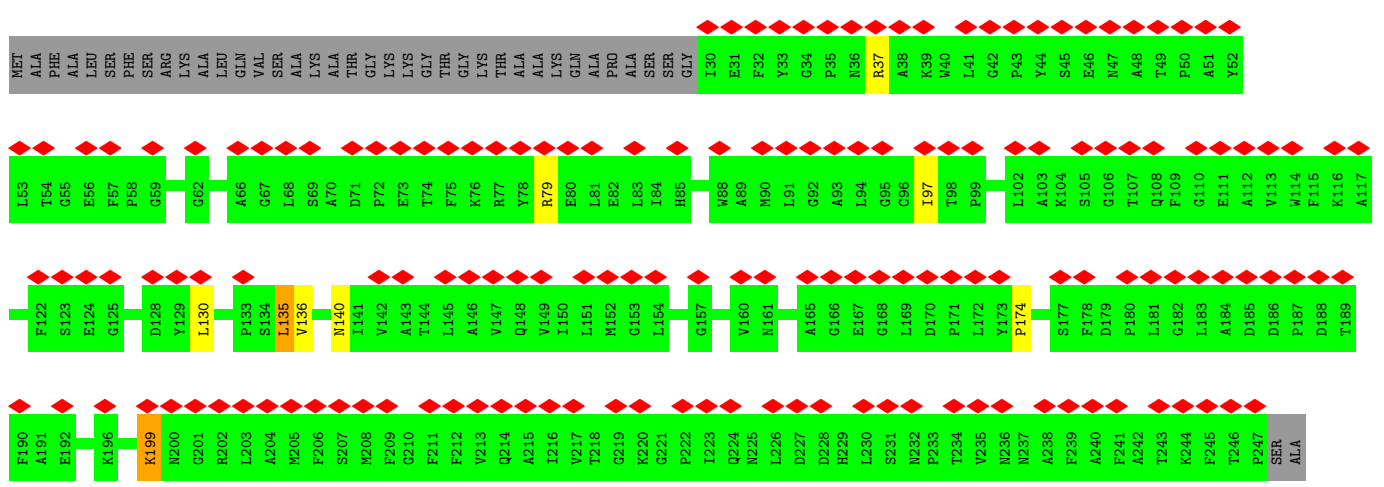 MET ALA PHE ALA LEU SER PHE SER ARG LYS ALA LEU GLN VAL SER ALA LYS ALA THR GLY LYS LYS GLY THR GLY LYS THR ALA ALA LYS GLN ALA PRO ALA SER SER GLY I30 E31 F32 Y33 G34 P35 N36 R37 A38 K39 W40 L41 G42 P43 Y44 S45 E46 N47 A48 T49 P50 A51 Y52
L53 T54 G55 E56 F57 P58 G59 G62 A66 G67 L68 S69 A70 D71 P72 E73 T74 F75 K76 R77 Y78 R79 E80 L81 E82 L83 I84 H85 W88 A89 M90 L91 G92 A93 L94 G95 C96 I97 T98 P99 L102 A103 K104 S105 G106 T107 Q108 F109 G110 E111 A112 V113 W114 F115 K116 A117
F122 S123 E124 G125 D128 Y129 L130 P133 S134 L135 V136 N140 I141 V142 A143 T144 L145 A146 V147 Q148 V149 I150 L151 M152 G153 L154 G157 V160 N161 A165 G166 E167 G168 L169 D170 P171 L172 Y173 P174 S177 F178 D179 P180 L181 G182 L183 A184 D185 D186 P187 D188 T189
F190 A191 E192 K196 K199 N200 G201 R202 L203 A204 M205 F206 S207 M208 F209 G210 F211 F212 V213 Q214 A215 I216 V217 T218 G219 K220 G221 P222 I223 Q224 N225 L226 D227 D228 H229 L230 S231 N232 P233 T234 V235 N236 N237 A238 F239 A240 F241 A242 T243 K244 F245 T246 P247 SER ALA